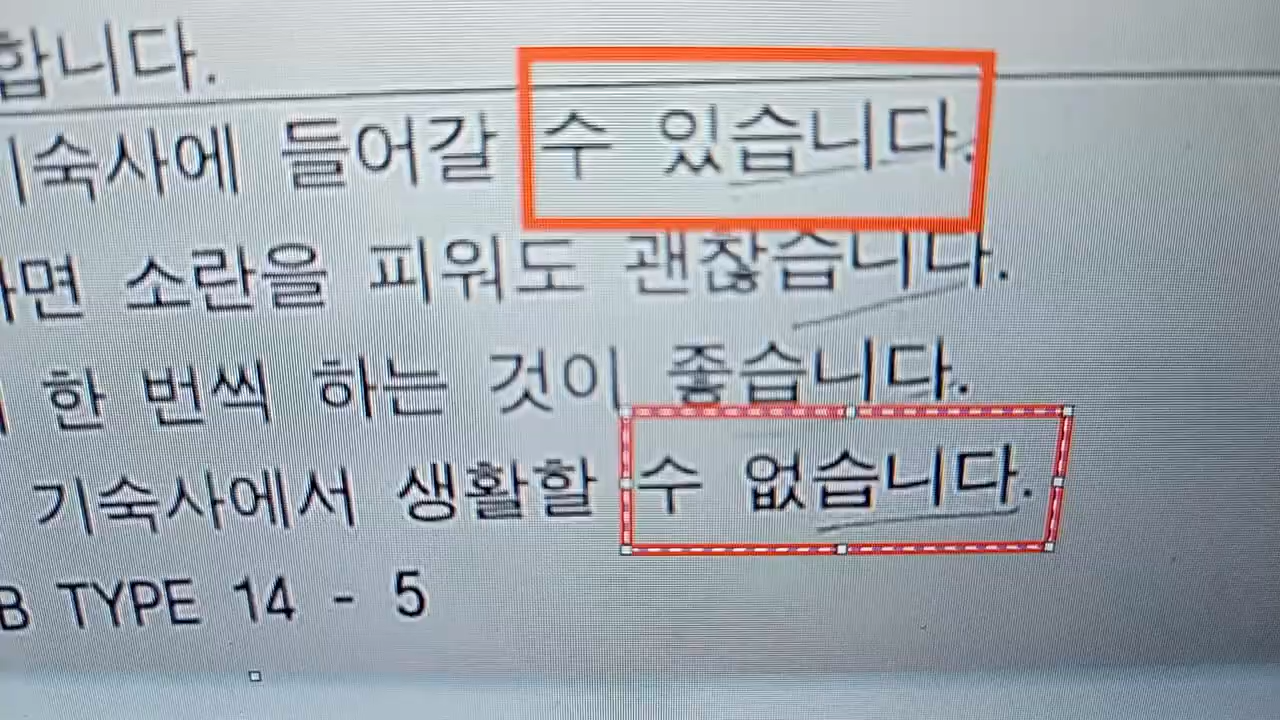 합니다.
기숙사에 들어갈 수 있습니다.
면 소란을 피워도 괜찮습니다.
한 번씩 하는 것이 좋습니다.
기숙사에서 생활할 수 없습니다.
B TYPE 14 - 5